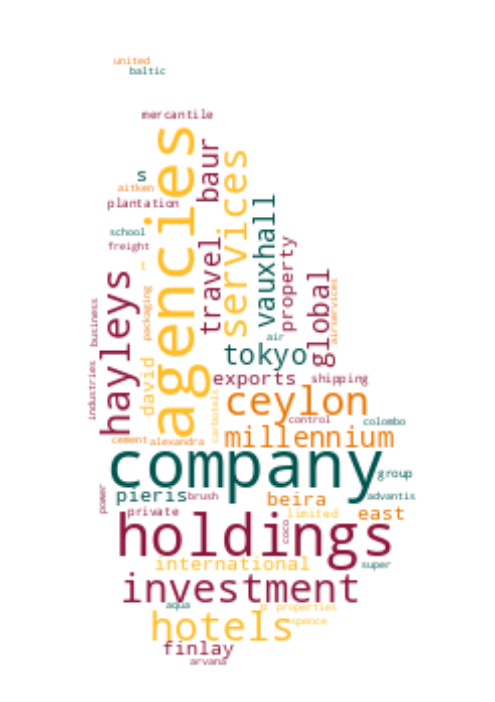 united
baltic
mercantile
agencies
baur
services
s
aitken
plantation
vauxhall
school
freight
travel
property
t
hayleys
global
airservices
packaging
business
air
tokyo
david
industries
exports
shipping
ceylon
carbotels
control
colombo
millennium
cement
alexandra
company
group
power
pieris
brush
beira
advantis
private
limited
east
holdings
coco
international
super
investment
aqua
p
properties
hotels
spence
finlay
arvana